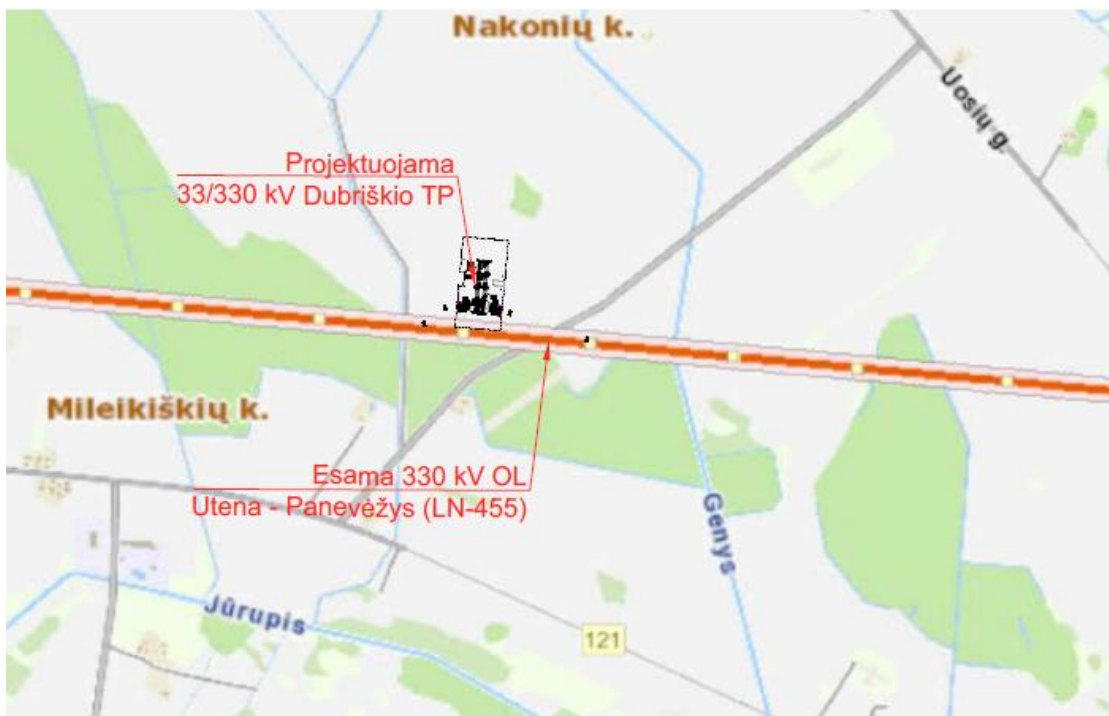 Nakonių k.
Uosių g.
Projektuojama
33/330 kV Dubriškio TP
Mileikiškių k.
Esama 330 kV OL
Utena - Panevėžys (LN-455)
Genys
Jūrupis
121